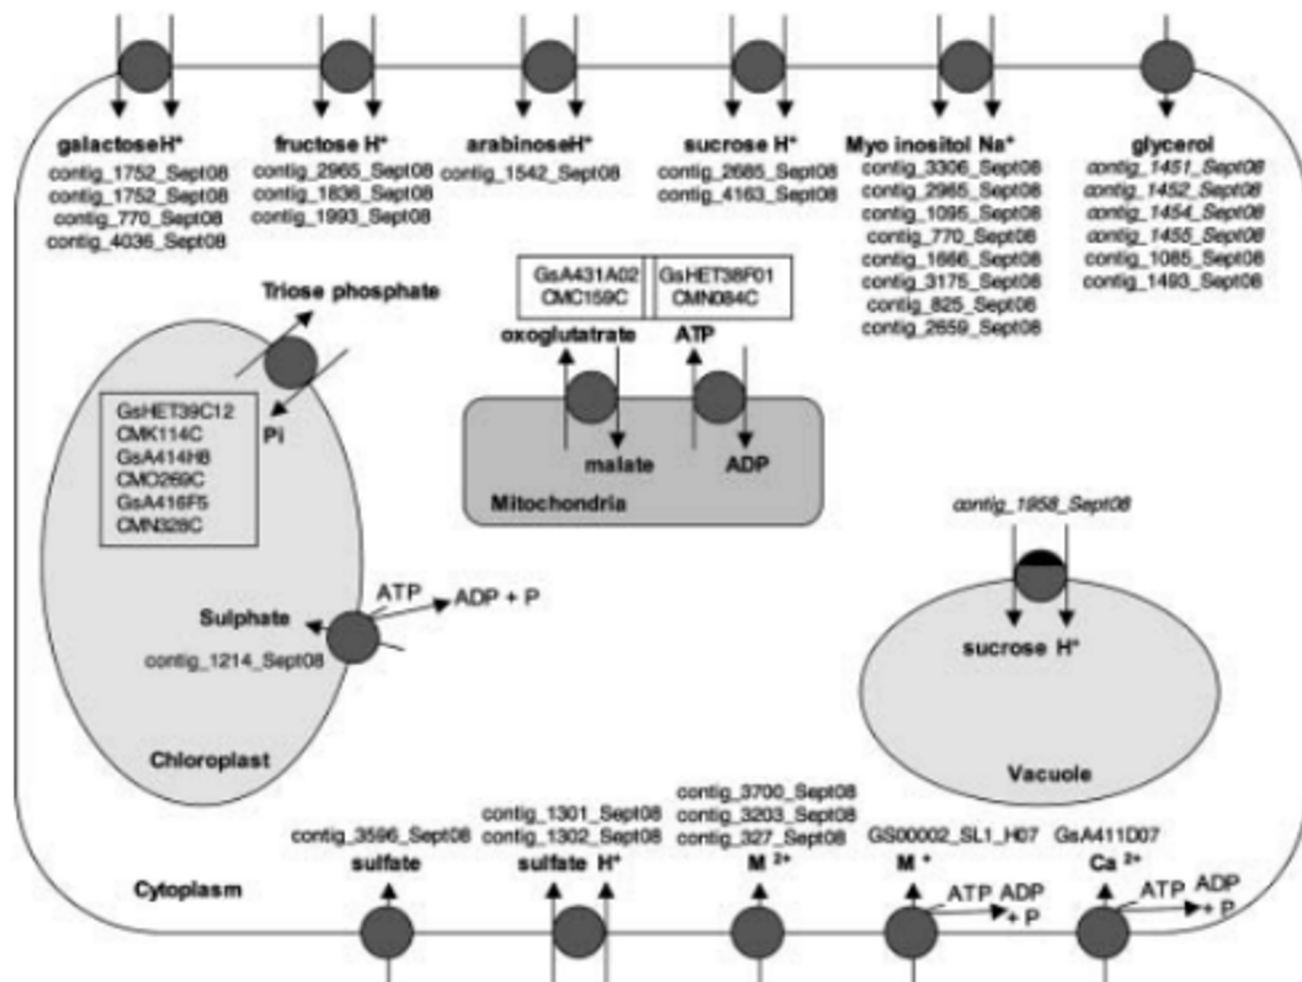 galactoseH⁺
contig_1752_Sept08
contig_1752_Sept08
contig_770_Sept08
contig_4036_Sept08
fructose H⁺
contig_2965_Sept08
contig_1836_Sept08
contig_1993_Sept08
arabinoseH⁺
contig_1542_Sept08
sucrose H⁺
contig_2685_Sept08
contig_4163_Sept08
Myo inositol Na⁺
contig_3306_Sept08
contig_2965_Sept08
contig_1095_Sept08
contig_770_Sept08
contig_1666_Sept08
contig_3175_Sept08
contig_825_Sept08
contig_2659_Sept08
glycerol
contig_1451_Sept08
contig_1452_Sept08
contig_1454_Sept08
contig_1455_Sept08
contig_1085_Sept08
contig_1493_Sept08
Triose phosphate
GsHET39C12
CMK114C
GsA414H8
CMO269C
GsA416F5
CMN328C
Pi
GsA431A02
CMC159C
GsHET38F01
CMN084C
oxoglutatrate
ATP
malate
ADP
Mitochondria
contig_1958_Sept08
sucrose H⁺
Vacuole
ATP
ADP + P
Sulphate
contig_1214_Sept08
Chloroplast
contig_3596_Sept08
sulfate
contig_1301_Sept08
contig_1302_Sept08
sulfate H⁺
contig_3700_Sept08
contig_3203_Sept08
contig_327_Sept08
M 2+
GS00002_SL1_H07
M +
ATP
ADP
+ P
GsA411D07
Ca 2+
ATP
ADP
+ P
Cytoplasm